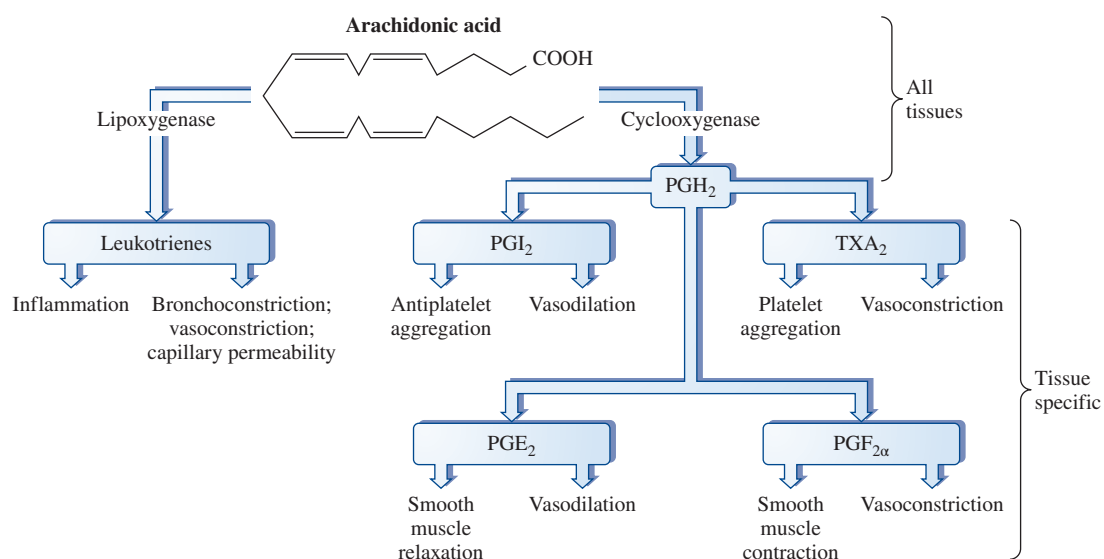 Arachidonic acid
COOH
Lipoxygenase
Cyclooxygenase
All
tissues
PGH₂
Leukotrienes
PGI₂
TXA₂
Inflammation
Bronchoconstriction;
vasoconstriction;
capillary permeability
Antiplatelet
aggregation
Vasodilation
Platelet
aggregation
Vasoconstriction
Tissue
specific
PGE₂
PGF₂α
Smooth
muscle
relaxation
Vasodilation
Smooth
muscle
contraction
Vasoconstriction